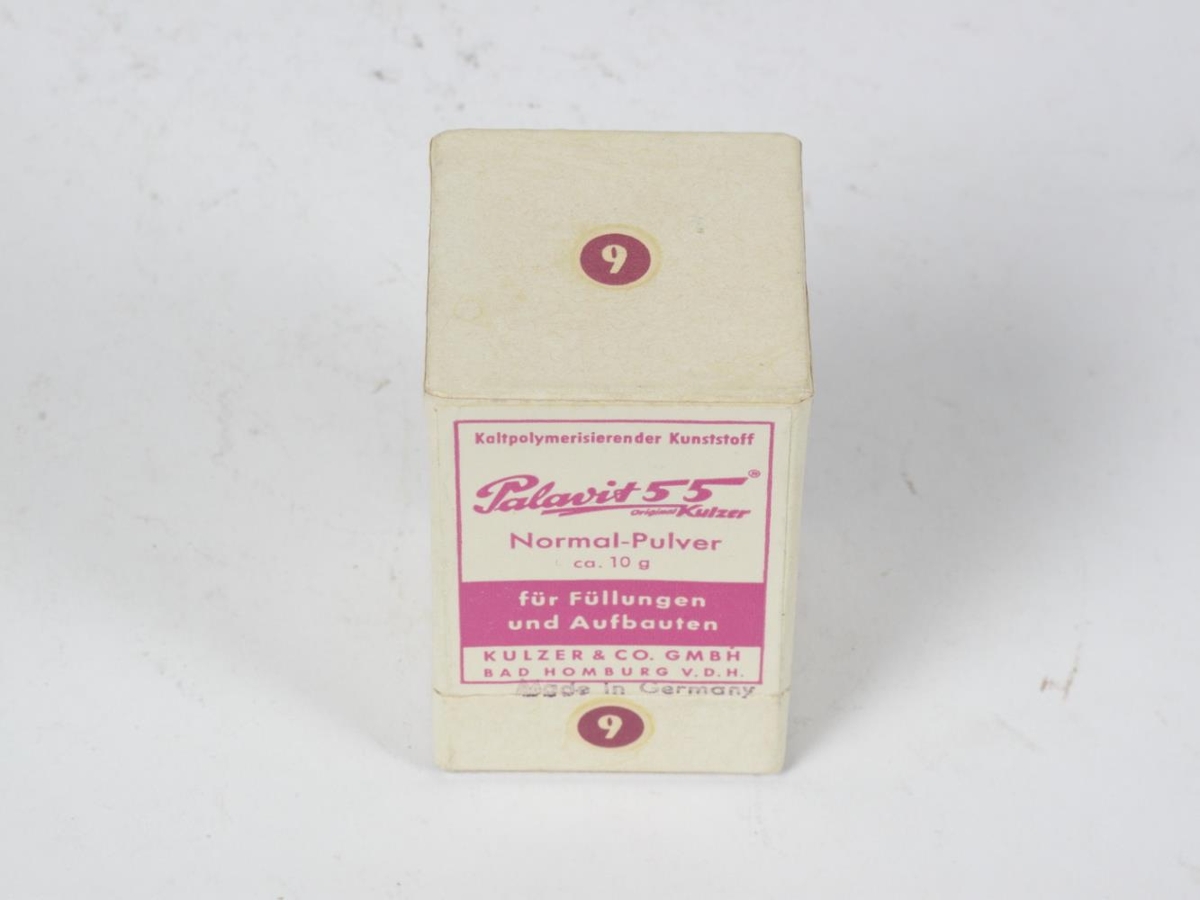 9
Kaltpolymerisierender Kunststoff
Palavit 55®
Original Kulzer
Normal-Pulver
ca. 10 g
für Füllungen
und Aufbauten
KULZER & CO. GMBH
BAD HOMBURG V.D.H.
Made in Germany
9